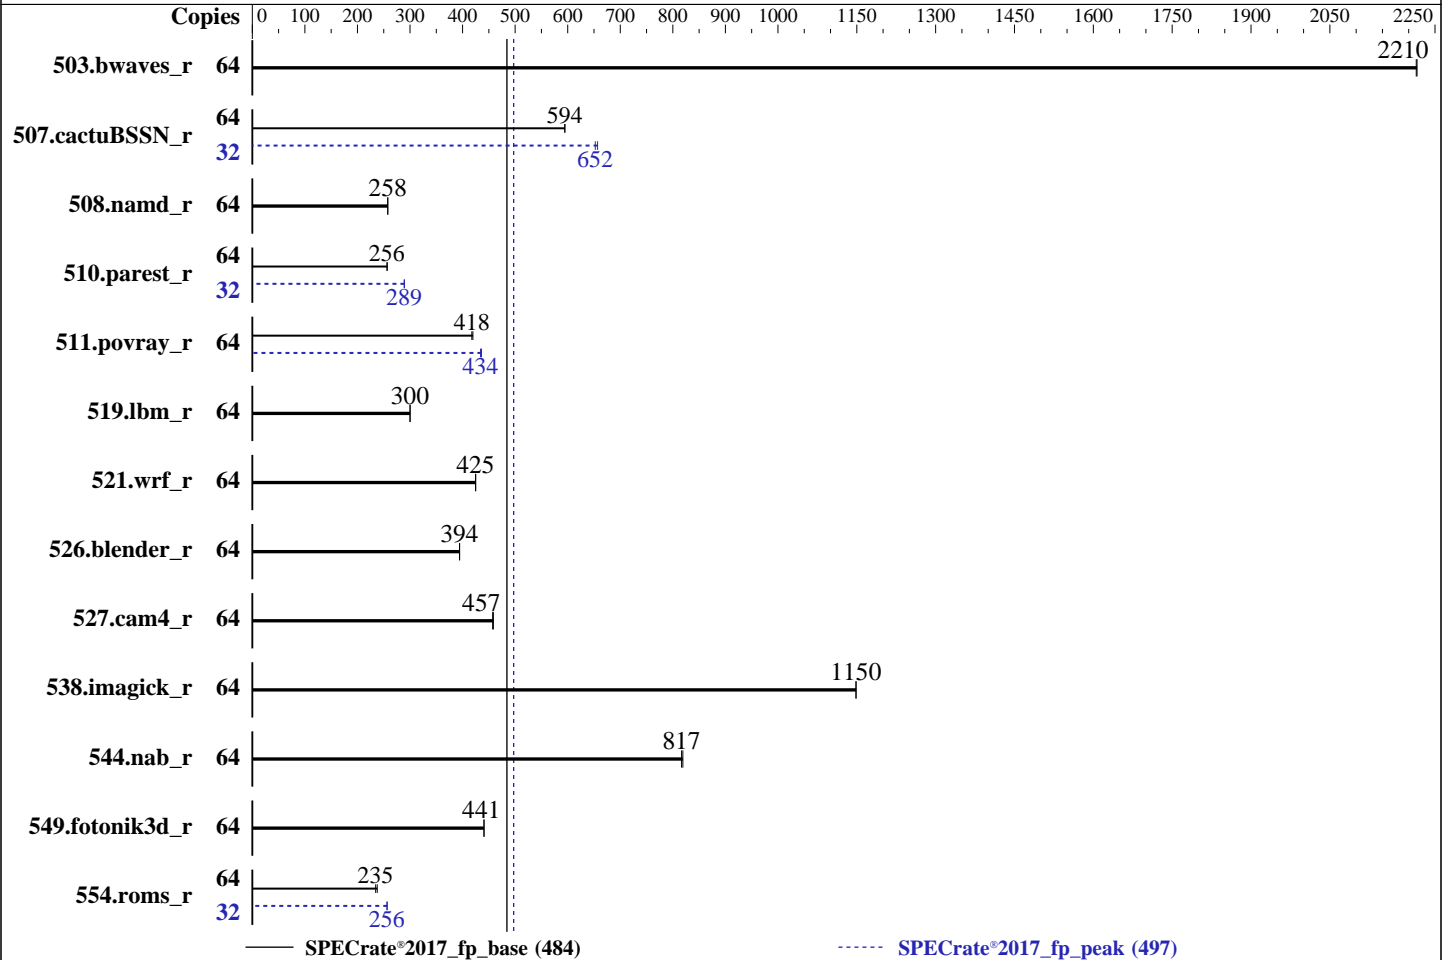 Copies 0 100 200 300 400 500 600 700 800 900 1000 1150 1300 1450 1600 1750 1900 2050 2250
503.bwaves_r 64 2210
507.cactuBSSN_r 64 594
32 652
508.namd_r 64 258
510.parest_r 64 256
32 289
511.povray_r 64 418
434
519.lbm_r 64 300
521.wrf_r 64 425
526.blender_r 64 394
527.cam4_r 64 457
538.imagick_r 64 1150
544.nab_r 64 817
549.fotonik3d_r 64 441
554.roms_r 64 235
32 256
SPECrate®2017_fp_base (484) SPECrate®2017_fp_peak (497)